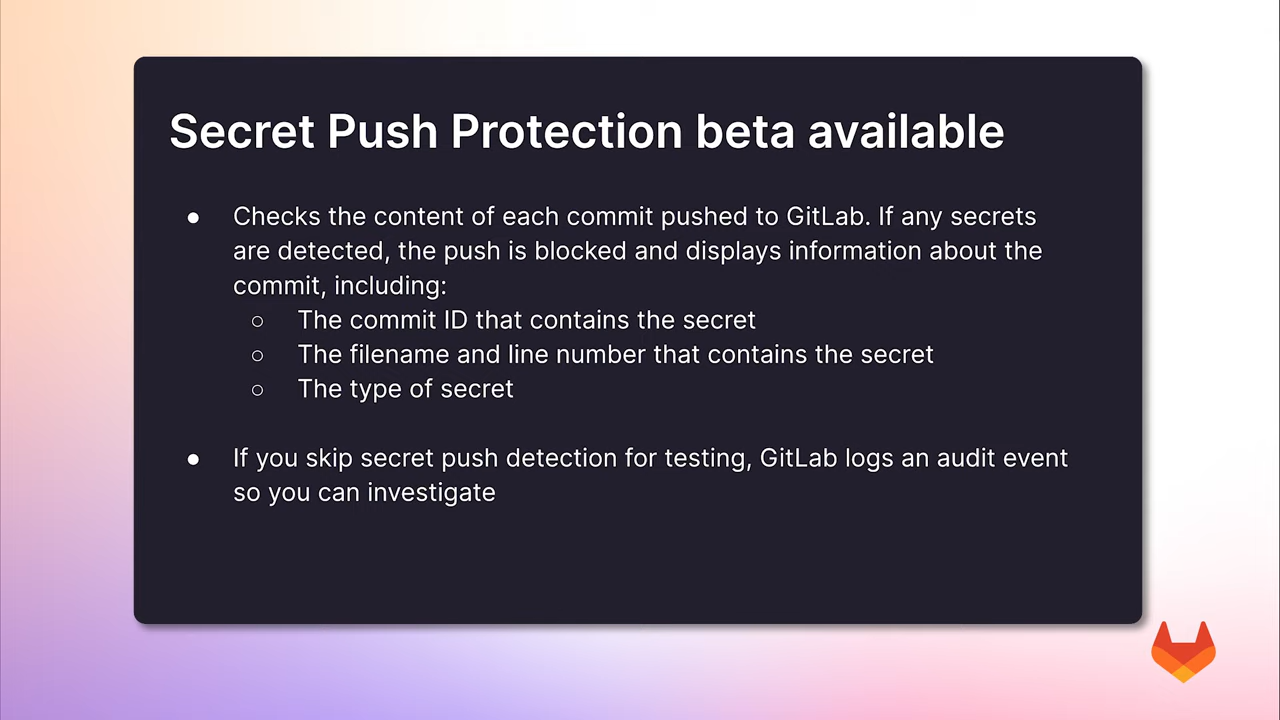 Secret Push Protection beta available
● Checks the content of each commit pushed to GitLab. If any secrets
are detected, the push is blocked and displays information about the
commit, including:
○ The commit ID that contains the secret
○ The filename and line number that contains the secret
○ The type of secret
● If you skip secret push detection for testing, GitLab logs an audit event
so you can investigate